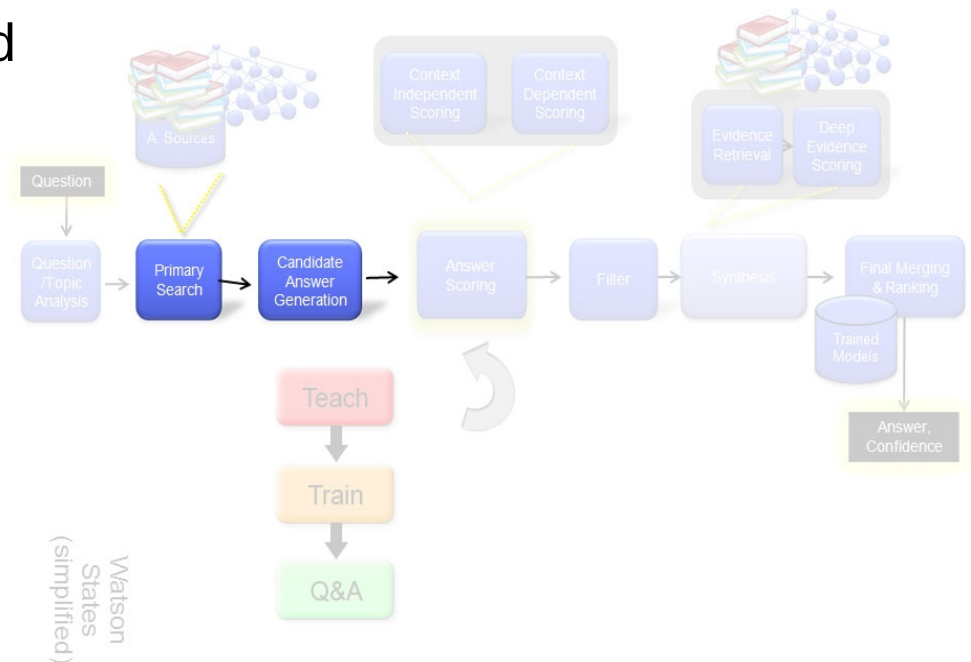 d
A. Sources
Context
Independent
Scoring
Context
Dependent
Scoring
Evidence
Retrieval
Deep
Evidence
Scoring
Question
Question
/Topic
Analysis
Primary
Search
Candidate
Answer
Generation
Answer
Scoring
Filter
Synthesis
Final Merging
& Ranking
Trained
Models
Answer,
Confidence
Teach
Train
Q&A
Watson
States
(simplified)